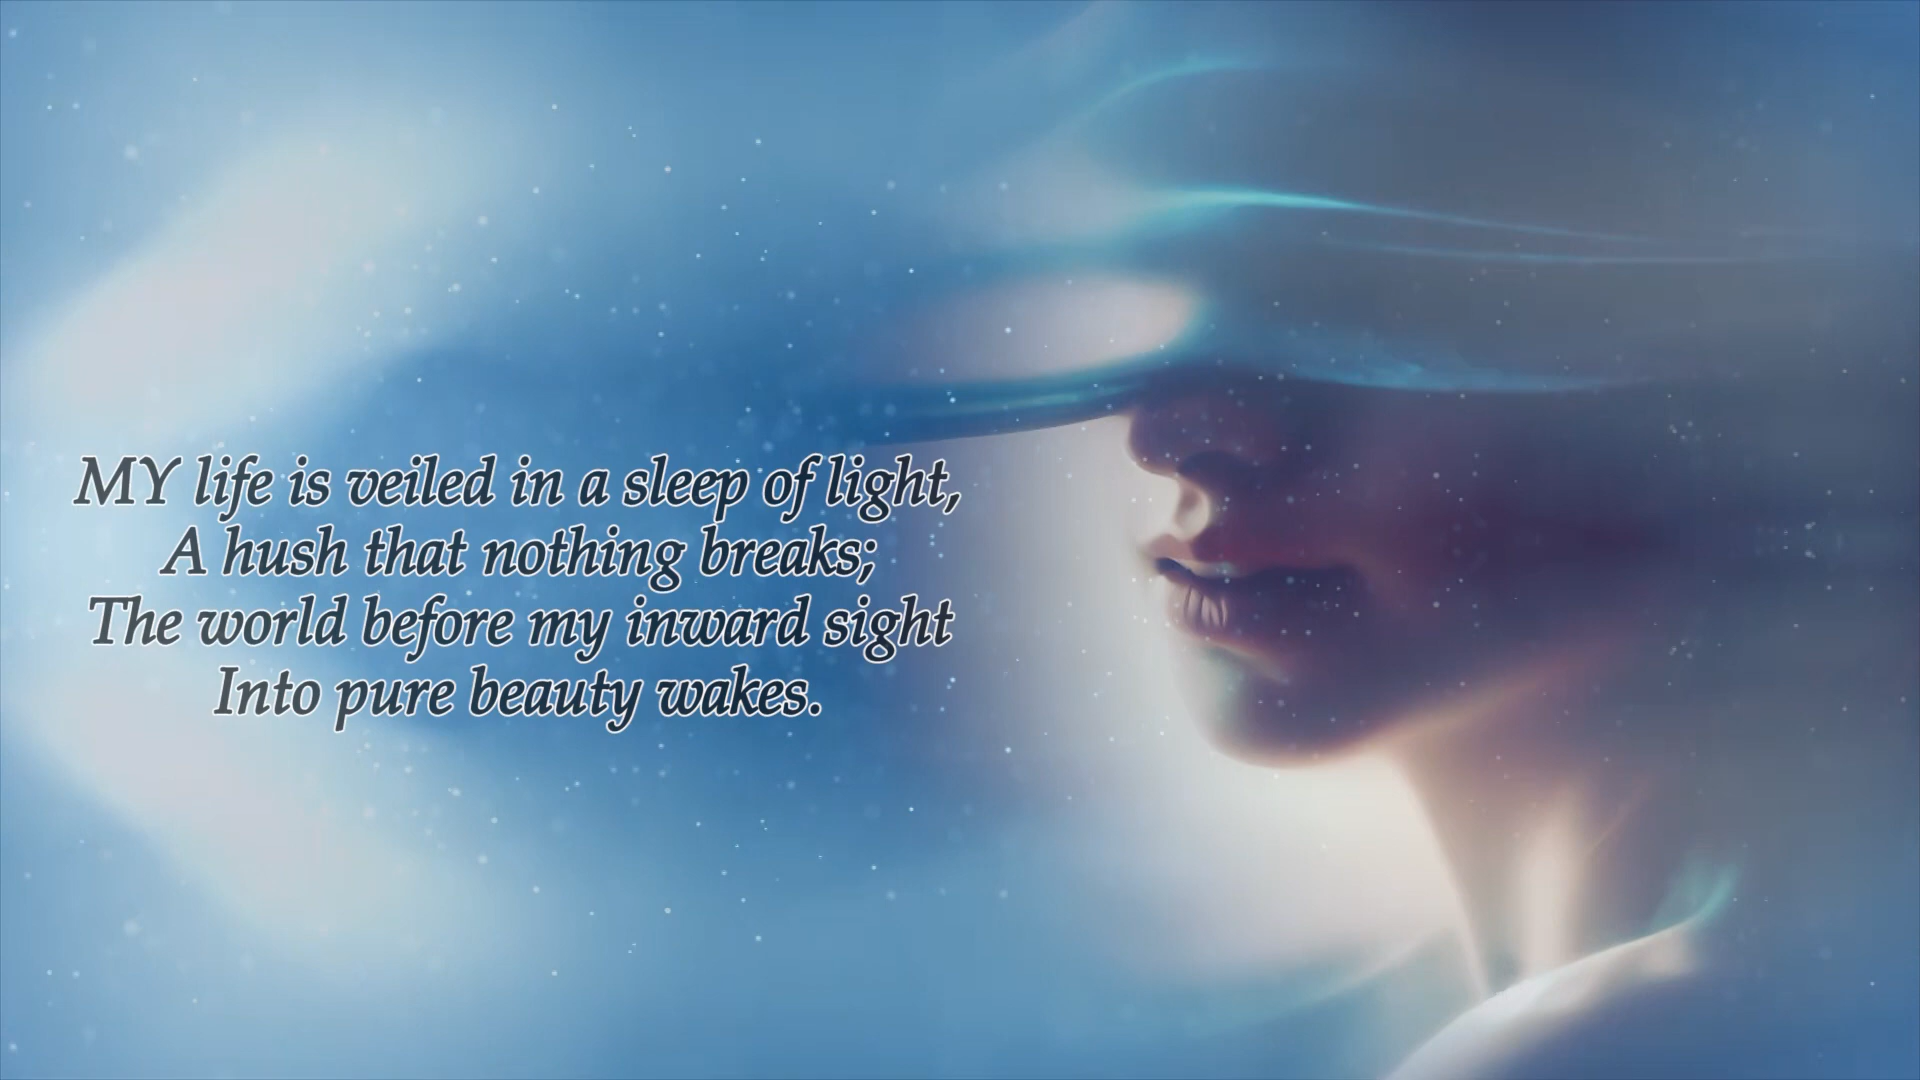 MY life is veiled in a sleep of light,
A hush that nothing breaks;
The world before my inward sight
Into pure beauty wakes.